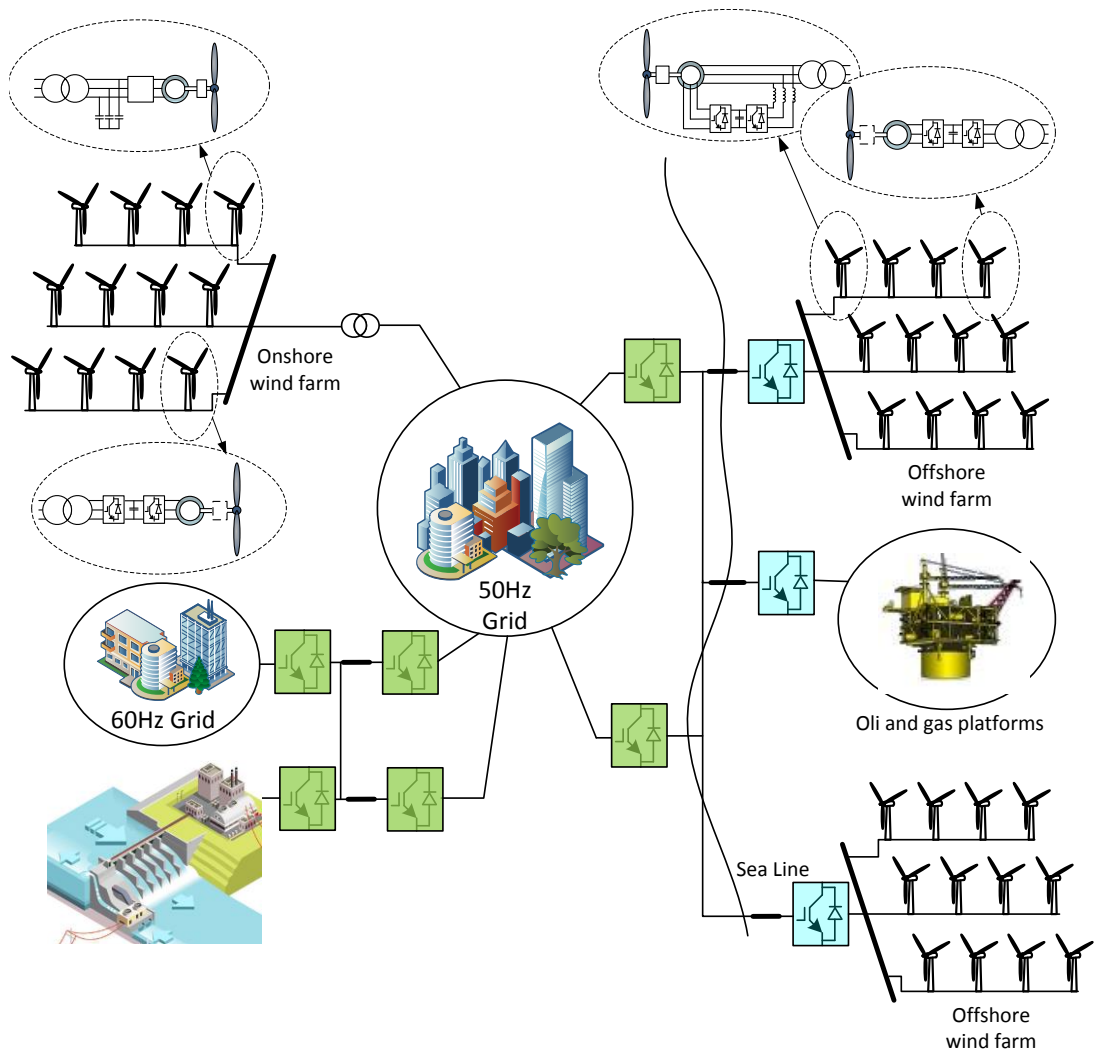 Onshore
wind farm
Offshore
wind farm
50Hz
Grid
60Hz Grid
Oli and gas platforms
Sea Line
Offshore
wind farm